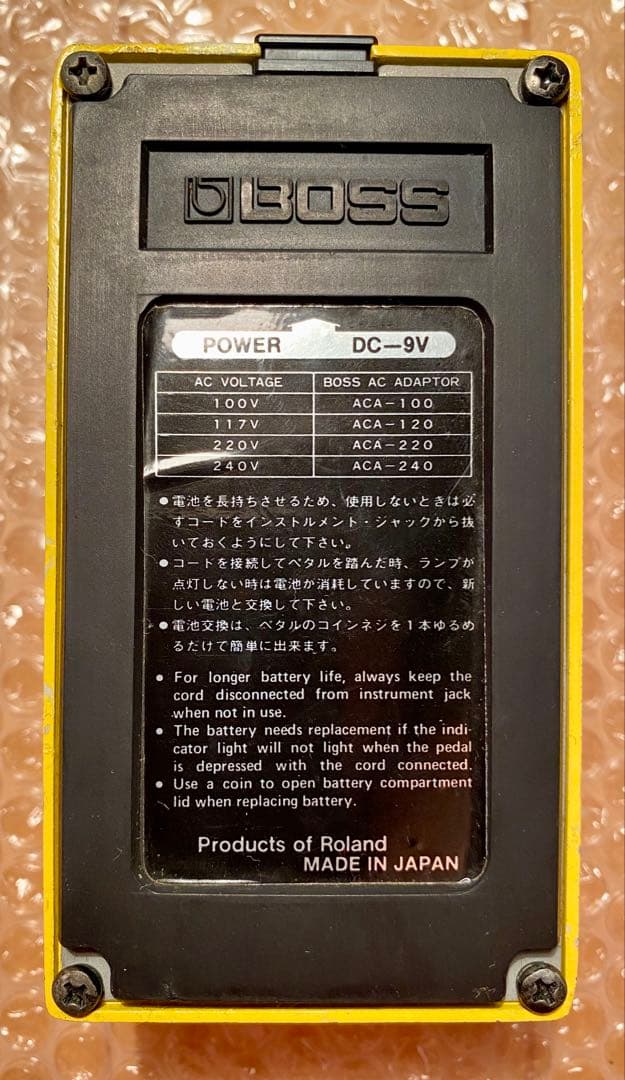 BOSS
POWER DC-9V
AC VOLTAGE BOSS AC ADAPTOR
100V ACA-100
117V ACA-120
220V ACA-220
240V ACA-240
●電池を長持ちさせるため、使用しないときは必
ずコードをインストルメント・ジャックから抜
いておくようにして下さい。
●コードを接続してペタルを踏んだ時、ランプが
点灯しない時は電池が消耗していますので、新
しい電池と交換して下さい。
●電池交換は、ペタルのコインネジを1本ゆるめ
るだけで簡単に出来ます。
● For longer battery life, always keep the
cord disconnected from instrument jack
when not in use.
● The battery needs replacement if the indi-
cator light will not light when the pedal
is depressed with the cord connected.
● Use a coin to open battery compartment
lid when replacing battery.
Products of Roland
MADE IN JAPAN